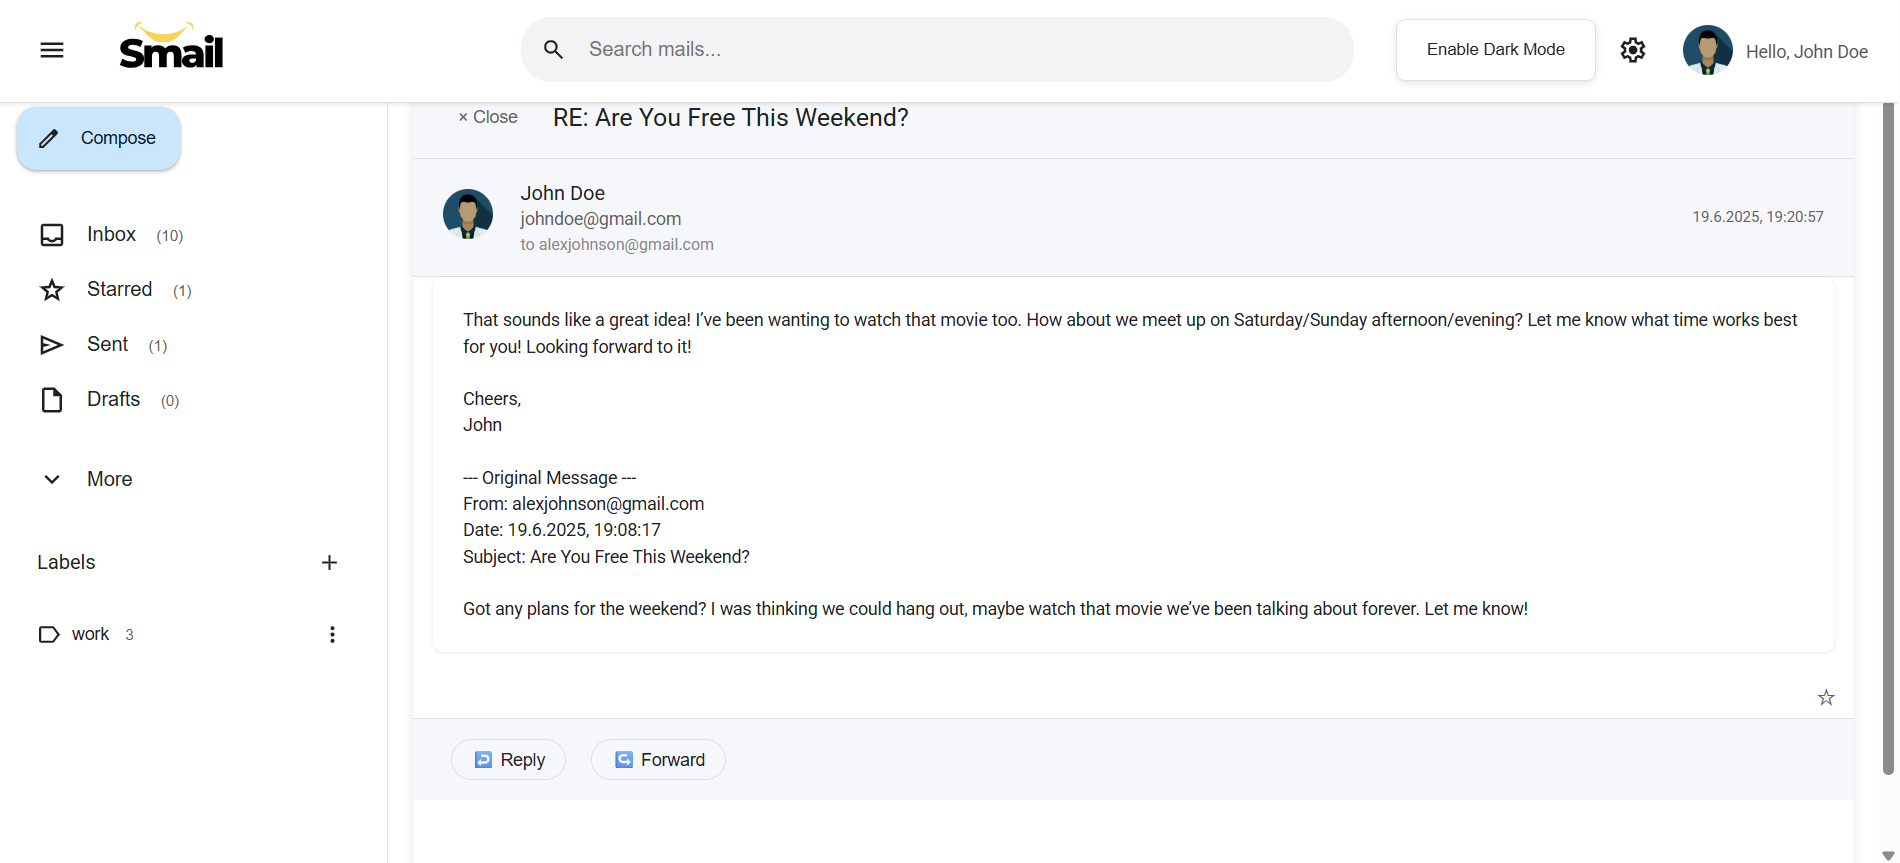 Smail
Search mails...
Enable Dark Mode
Hello, John Doe
Compose
Inbox (10)
Starred (1)
Sent (1)
Drafts (0)
More
Labels +
work 3
× Close
RE: Are You Free This Weekend?
John Doe
johndoe@gmail.com
to alexjohnson@gmail.com
19.6.2025, 19:20:57
That sounds like a great idea! I’ve been wanting to watch that movie too. How about we meet up on Saturday/Sunday afternoon/evening? Let me know what time works best
for you! Looking forward to it!
Cheers,
John
--- Original Message ---
From: alexjohnson@gmail.com
Date: 19.6.2025, 19:08:17
Subject: Are You Free This Weekend?
Got any plans for the weekend? I was thinking we could hang out, maybe watch that movie we’ve been talking about forever. Let me know!
Reply
Forward